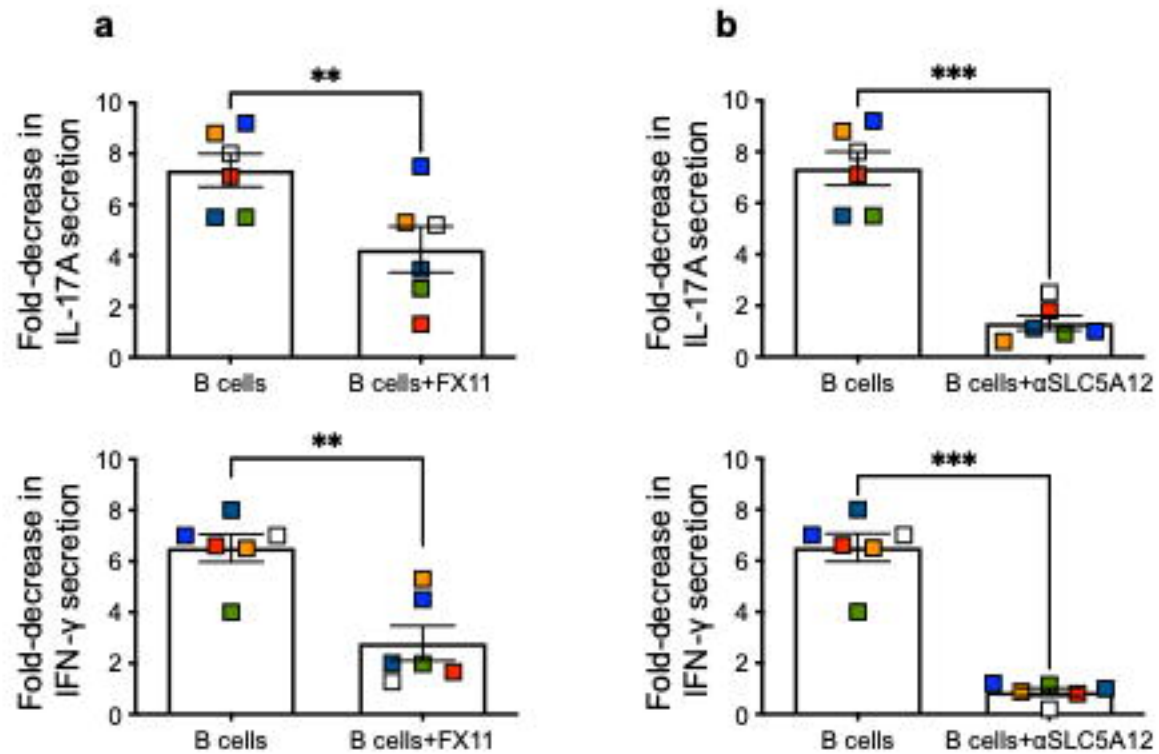 a
**
Fold-decrease in
IL-17A secretion
10
8
6
4
2
0
B cells
B cells+FX11
b
***
Fold-decrease in
IL-17A secretion
10
8
6
4
2
0
B cells
B cells+αSLC5A12
**
Fold-decrease in
IFN-γ secretion
10
8
6
4
2
0
B cells
B cells+FX11
***
Fold-decrease in
IFN-γ secretion
10
8
6
4
2
0
B cells
B cells+αSLC5A12